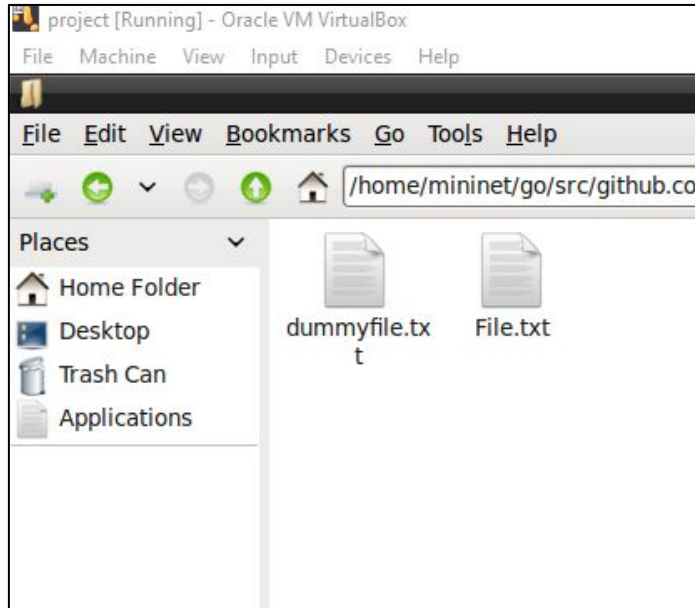 project [Running] - Oracle VM VirtualBox
File Machine View Input Devices Help
File Edit View Bookmarks Go Tools Help
/home/mininet/go/src/github.co
Places
Home Folder
Desktop
Trash Can
Applications
dummyfile.tx
t
File.txt